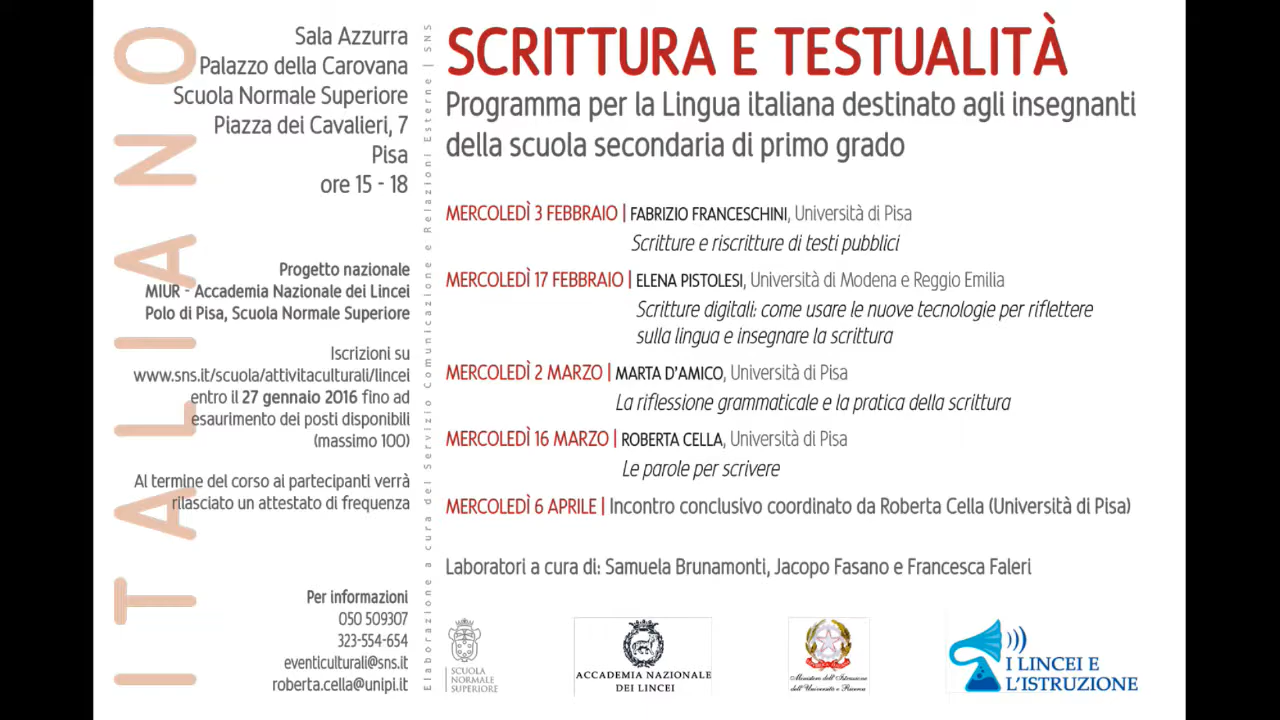 ITALIANO
Sala Azzurra
Palazzo della Carovana
Scuola Normale Superiore
Piazza dei Cavalieri, 7
Pisa
ore 15 - 18
Progetto nazionale
MIUR - Accademia Nazionale dei Lincei
Polo di Pisa, Scuola Normale Superiore
Iscrizioni su
www.sns.it/scuola/attivitaculturali/lincei
entro il 27 gennaio 2016 fino ad
esaurimento dei posti disponibili
(massimo 100)
Al termine del corso ai partecipanti verrà
rilasciato un attestato di frequenza
Per informazioni
050 509307
323-554-654
eventiculturali@sns.it
roberta.cella@unipi.it
Elaborazione a cura del Servizio Comunicazione e Relazioni Esterne | SNS
SCRITTURA E TESTUALITÀ
Programma per la Lingua italiana destinato agli insegnanti
della scuola secondaria di primo grado
MERCOLEDÌ 3 FEBBRAIO | FABRIZIO FRANCESCHINI, Università di Pisa
Scritture e riscritture di testi pubblici
MERCOLEDÌ 17 FEBBRAIO | ELENA PISTOLESI, Università di Modena e Reggio Emilia
Scritture digitali: come usare le nuove tecnologie per riflettere
sulla lingua e insegnare la scrittura
MERCOLEDÌ 2 MARZO | MARTA D'AMICO, Università di Pisa
La riflessione grammaticale e la pratica della scrittura
MERCOLEDÌ 16 MARZO | ROBERTA CELLA, Università di Pisa
Le parole per scrivere
MERCOLEDÌ 6 APRILE | Incontro conclusivo coordinato da Roberta Cella (Università di Pisa)
Laboratori a cura di: Samuela Brunamonti, Jacopo Fasano e Francesca Faleri
SCUOLA
NORMALE
SUPERIORE
ACCADEMIA NAZIONALE
DEI LINCEI
Ministero dell'Istruzione
dell'Università e Ricerca
I LINCEI E
L'ISTRUZIONE